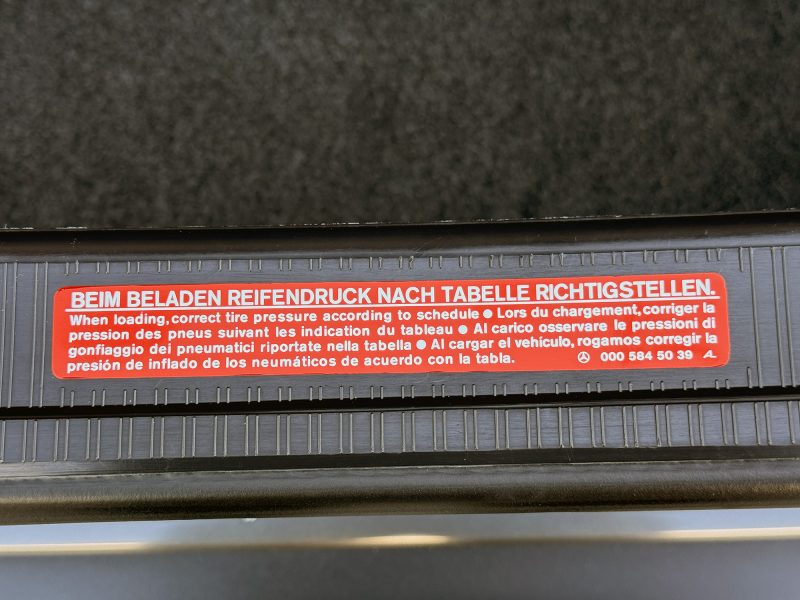 BEIM BELADEN REIFENDRUCK NACH TABELLE RICHTIGSTELLEN.
When loading, correct tire pressure according to schedule ● Lors du chargement, corriger la
pression des pneus suivant les indication du tableau ● Al carico osservare le pressioni di
gonfiaggio dei pneumatici riportate nella tabella ● Al cargar el vehículo, rogamos corregir la
presión de inflado de los neumáticos de acuerdo con la tabla. 000 584 50 39